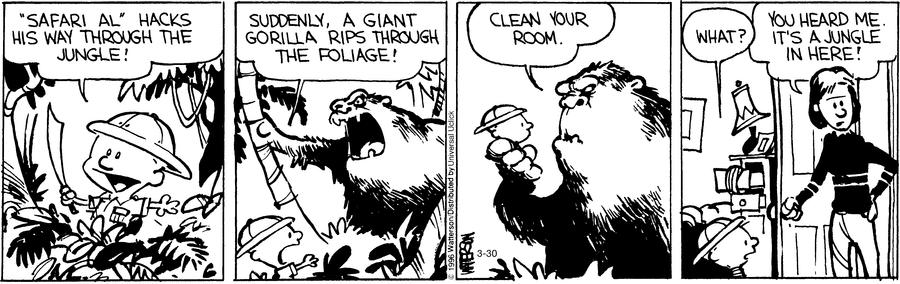 "SAFARI AL" HACKS
HIS WAY THROUGH THE
JUNGLE!
SUDDENLY, A GIANT
GORILLA RIPS THROUGH
THE FOLIAGE!
© 1996 Watterson/Distributed by Universal Uclick
CLEAN YOUR
ROOM.
WATTERSON
3-30
WHAT?
YOU HEARD ME.
IT'S A JUNGLE
IN HERE!